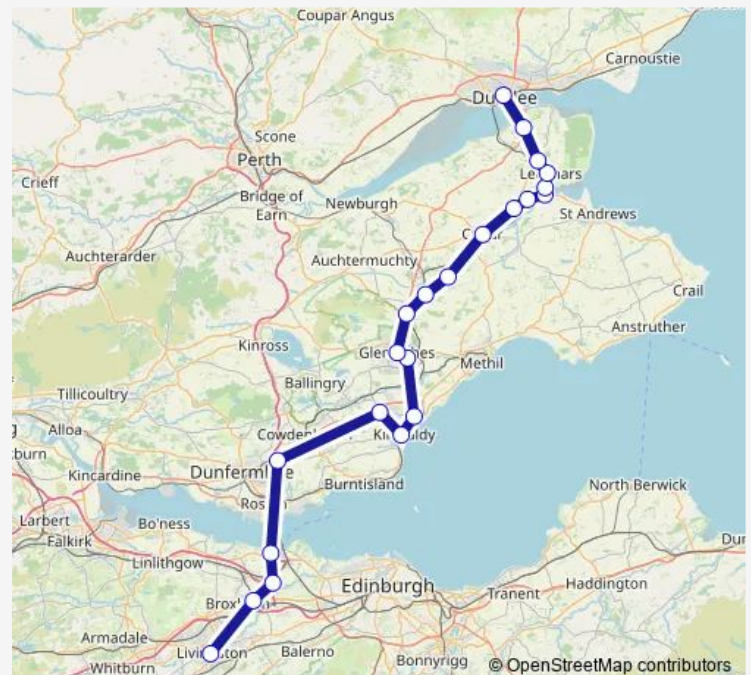 Coupar Angus
Carnoustie
Scone
Perth
Crieff
Bridge of
Earn
Newburgh
St Andrews
Auchterarder
Auchtermuchty
Crail
Anstruther
Kinross
Methil
Ballingry
Tillicoultry
Alloa
Kincardine
Burntisland
North Berwick
Larbert
Bo'ness
Falkirk
Linlithgow
Edinburgh
Haddington
Tranent
Armadale
Balerno
Whitburn
Bonnyrigg
© OpenStreetMap contributors